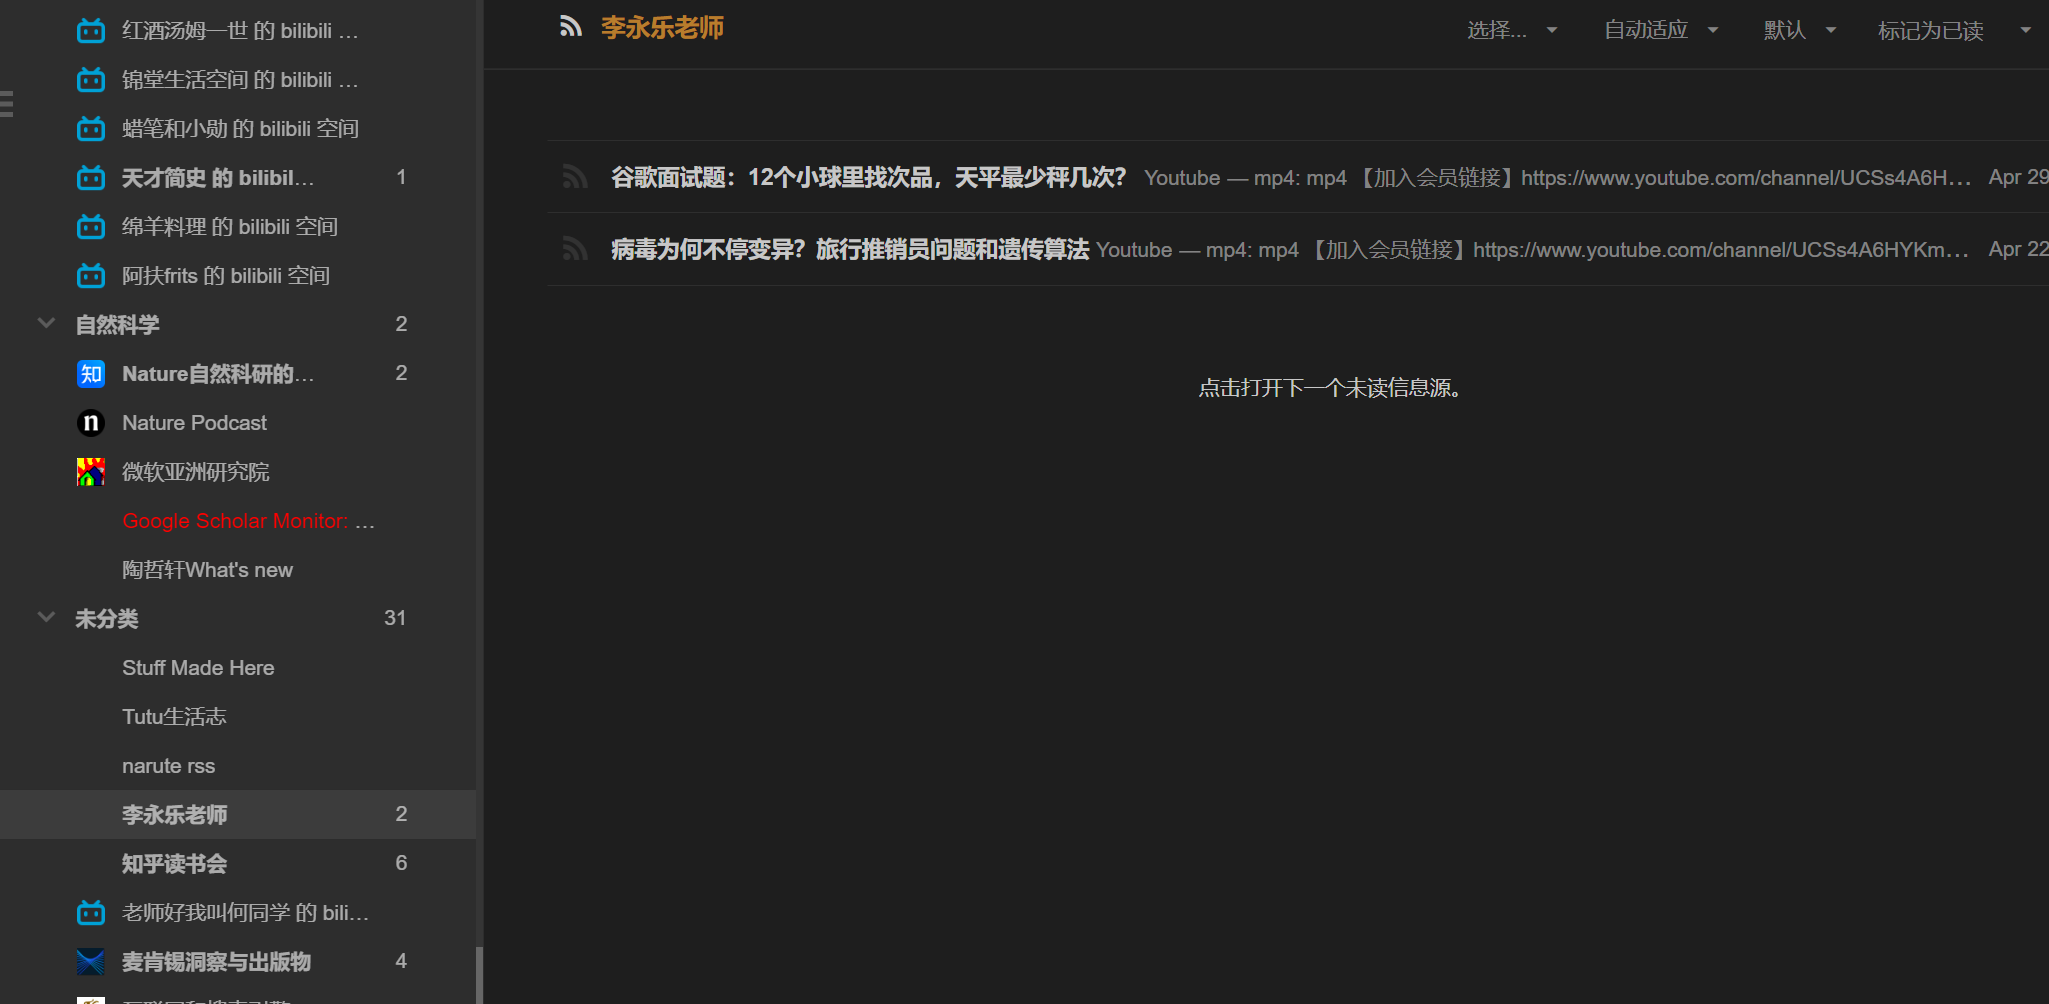 红酒汤姆一世 的 bilibili ...
锦堂生活空间 的 bilibili ...
蜡笔和小勋 的 bilibili 空间
天才简史 的 bilibil... 1
绵羊料理 的 bilibili 空间
阿扶frits 的 bilibili 空间
自然科学 2
知 Nature自然科研的... 2
n Nature Podcast
微软亚洲研究院
Google Scholar Monitor: ...
陶哲轩What's new
未分类 31
Stuff Made Here
Tutu生活志
narute rss
李永乐老师 2
知乎读书会 6
老师好我叫何同学 的 bili...
麦肯锡洞察与出版物 4
李永乐老师
选择... 自动适应 默认 标记为已读
谷歌面试题：12个小球里找次品，天平最少秤几次？ Youtube — mp4: mp4 【加入会员链接】https://www.youtube.com/channel/UCSs4A6H... Apr 29
病毒为何不停变异？旅行推销员问题和遗传算法 Youtube — mp4: mp4 【加入会员链接】https://www.youtube.com/channel/UCSs4A6HYKm... Apr 22
点击打开下一个未读信息源。